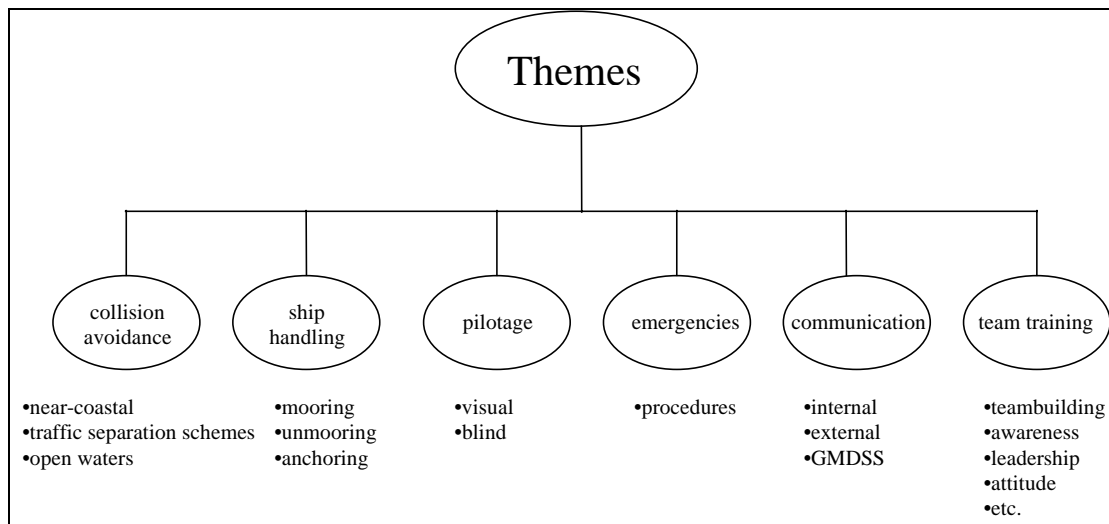 Themes
collision
avoidance
ship
handling
pilotage
emergencies
communication
team training
•near-coastal
•traffic separation schemes
•open waters
•mooring
•unmooring
•anchoring
•visual
•blind
•procedures
•internal
•external
•GMDSS
•teambuilding
•awareness
•leadership
•attitude
•etc.